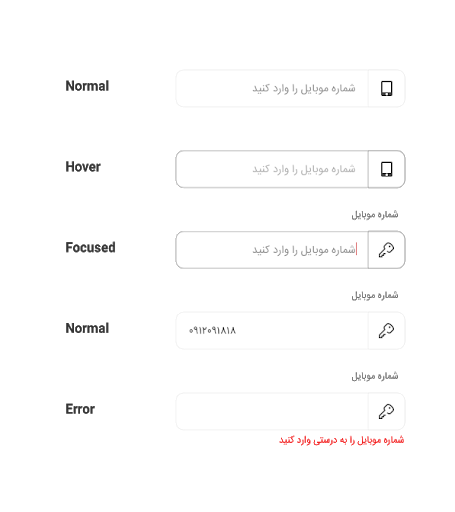 Normal
شماره موبایل را وارد کنید
Hover
شماره موبایل را وارد کنید
شماره موبایل
Focused
شماره موبایل را وارد کنید
شماره موبایل
Normal
۰۹۱۲۰۹۱۸۱۸
شماره موبایل
Error
شماره موبایل را به درستی وارد کنید